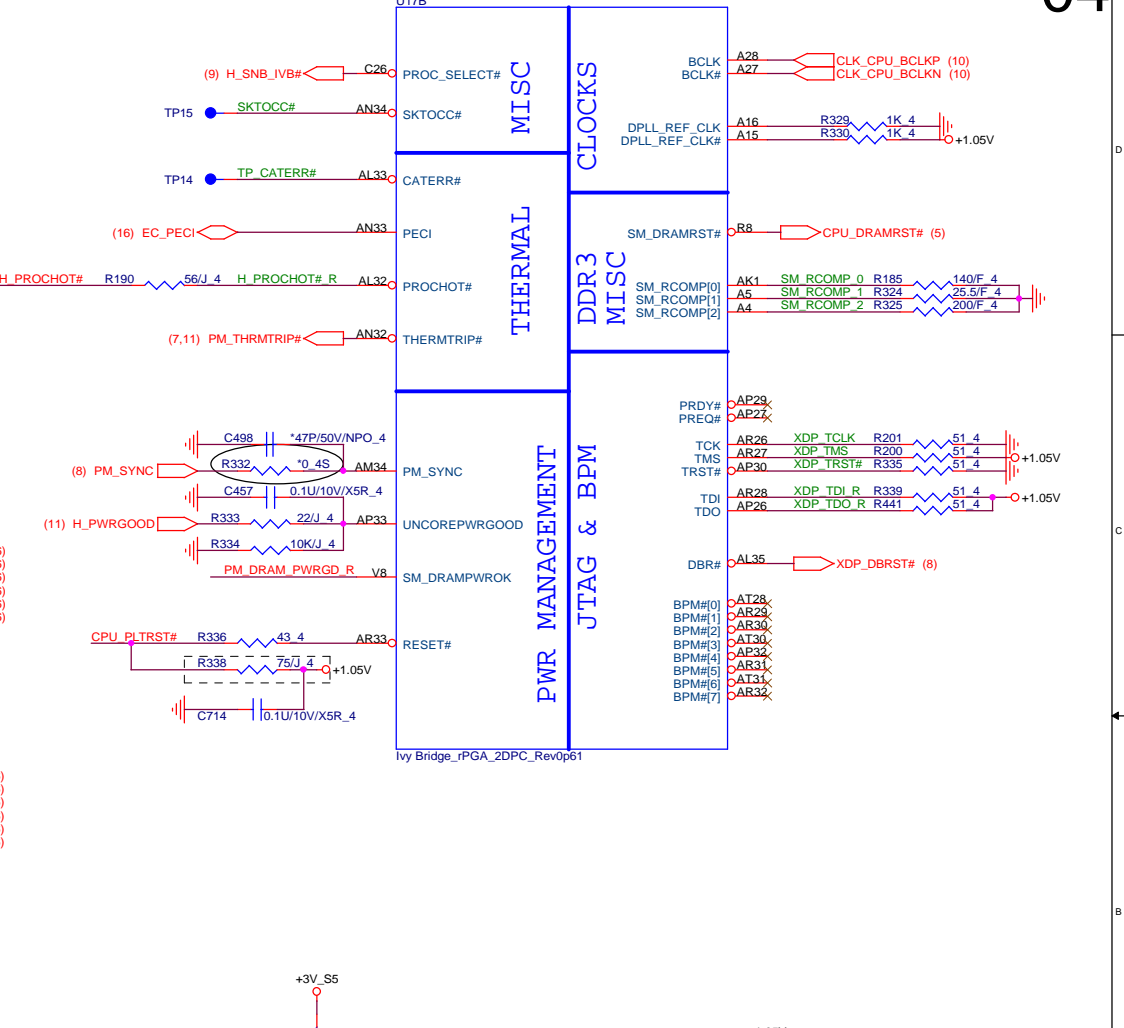 U17B
MISC
CLOCKS
(9) H_SNB_IVB# C26 PROC_SELECT#
TP15 SKTOCC# AN34 SKTOCC#
BCLK A28 CLK_CPU_BCLKP (10)
BCLK# A27 CLK_CPU_BCLKN (10)
DPLL_REF_CLK A16 R329 1K_4
DPLL_REF_CLK# A15 R330 1K_4 +1.05V
D
THERMAL
DDR3
MISC
TP14 TP_CATERR# AL33 CATERR#
(16) EC_PECI AN33 PECI
H_PROCHOT# R190 56/J_4 H_PROCHOT#_R AL32 PROCHOT#
(7,11) PM_THRMTRIP# AN32 THERMTRIP#
SM_DRAMRST# R8 CPU_DRAMRST# (5)
SM_RCOMP[0] AK1 SM_RCOMP_0 R185 140/F_4
SM_RCOMP[1] A5 SM_RCOMP_1 R324 25.5/F_4
SM_RCOMP[2] A4 SM_RCOMP_2 R325 200/F_4
PWR MANAGEMENT
JTAG & BPM
C498 *47P/50V/NPO_4
(8) PM_SYNC R332 *0_4S AM34 PM_SYNC
C457 0.1U/10V/X5R_4
(11) H_PWRGOOD R333 22/J_4 AP33 UNCOREPWRGOOD
R334 10K/J_4
PM_DRAM_PWRGD_R V8 SM_DRAMPWROK
CPU_PLTRST# R336 43_4 AR33 RESET#
R338 75/J_4 +1.05V
C714 0.1U/10V/X5R_4
PRDY# AP29
PREQ# AP27
TCK AR26 XDP_TCLK R201 51_4
TMS AR27 XDP_TMS R200 51_4 +1.05V
TRST# AP30 XDP_TRST# R335 51_4
TDI AR28 XDP_TDI_R R339 51_4 +1.05V
TDO AP26 XDP_TDO_R R441 51_4
C
DBR# AL35 XDP_DBRST# (8)
BPM#[0] AT28
BPM#[1] AR29
BPM#[2] AR30
BPM#[3] AT30
BPM#[4] AP32
BPM#[5] AR31
BPM#[6] AT31
BPM#[7] AR32
Ivy Bridge_rPGA_2DPC_Rev0p61
B
+3V_S5